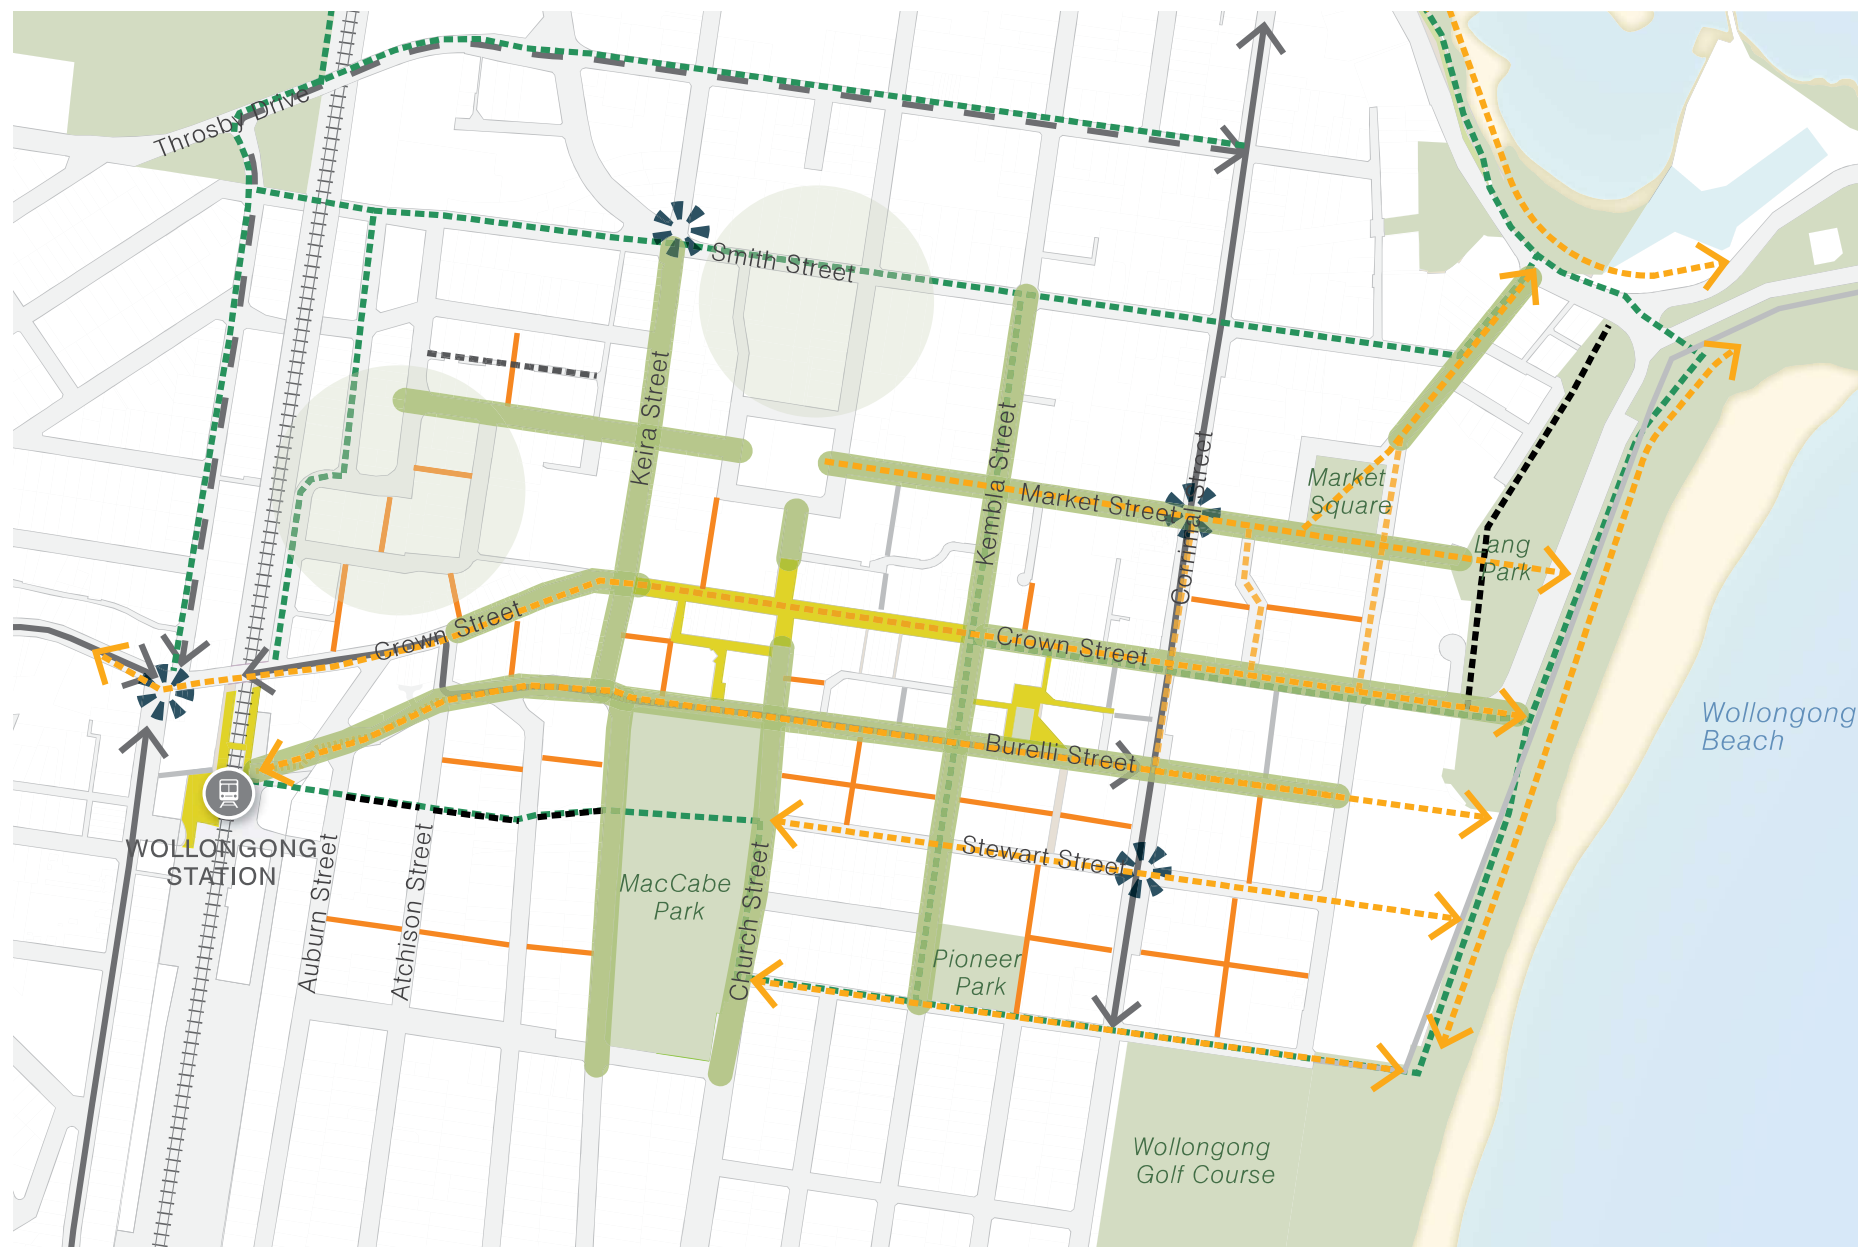 Throsby Drive
Smith Street
Keira Street
Kembla Street
Market Street
Corrimal Street
Market
Square
Lang
Park
Crown Street
Crown Street
Wollongong
Beach
Burelli Street
WOLLONGONG
STATION
Auburn Street
Atchison Street
MacCabe
Park
Church Street
Stewart Street
Pioneer
Park
Wollongong
Golf Course